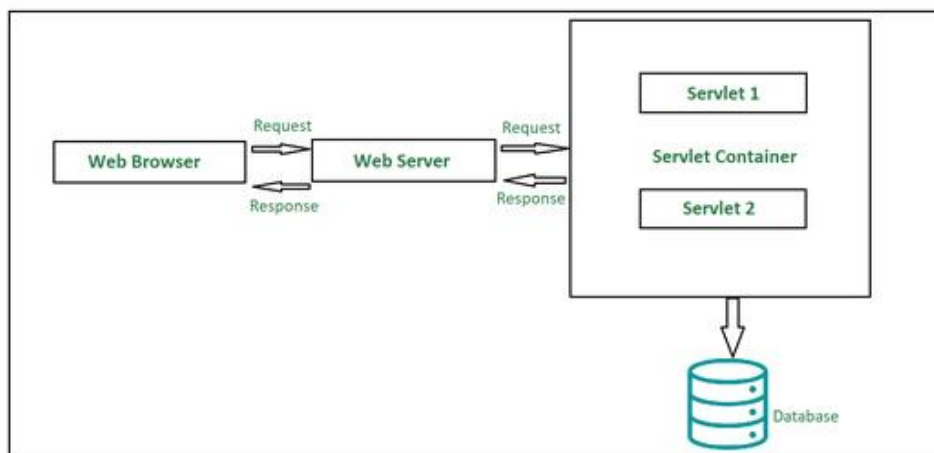 Web Browser
Request
Response
Web Server
Request
Response
Servlet 1
Servlet Container
Servlet 2
Database